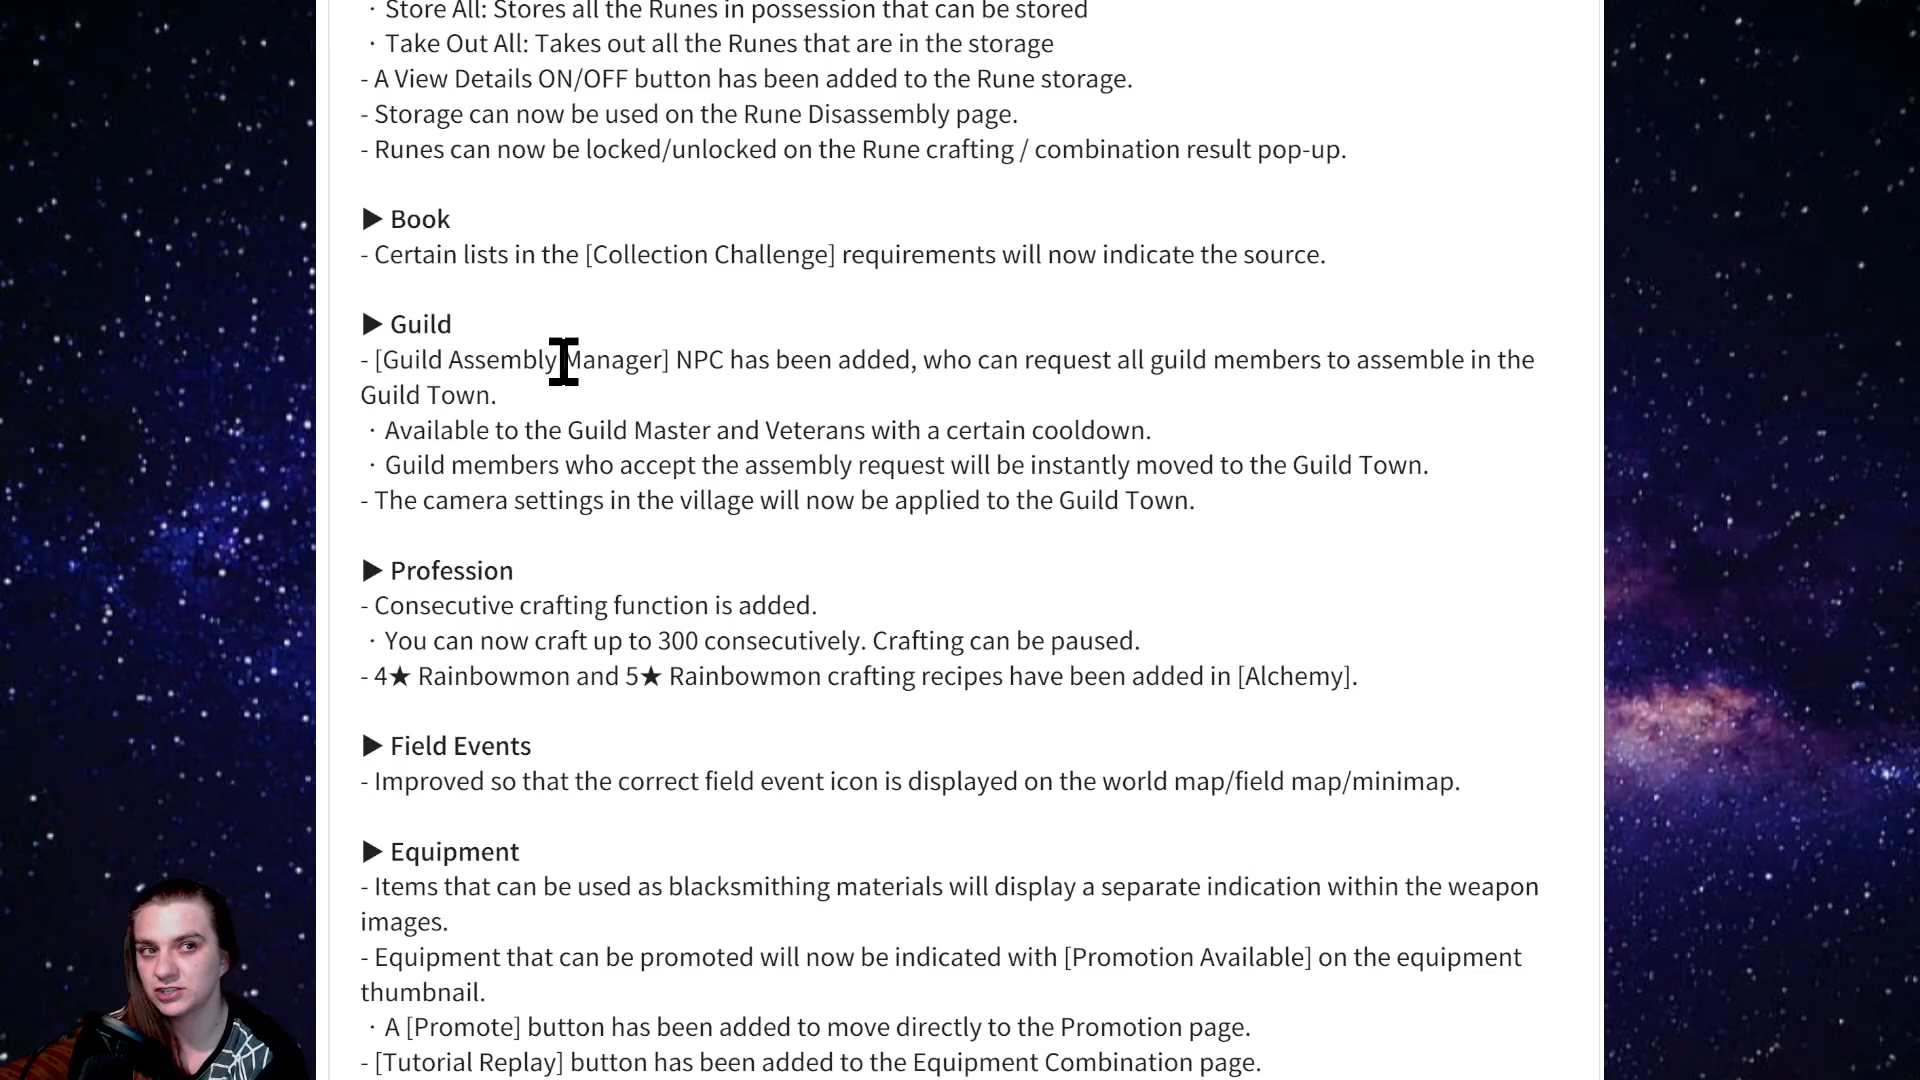 · Store All: Stores all the Runes in possession that can be stored
· Take Out All: Takes out all the Runes that are in the storage
- A View Details ON/OFF button has been added to the Rune storage.
- Storage can now be used on the Rune Disassembly page.
- Runes can now be locked/unlocked on the Rune crafting / combination result pop-up.
▶ Book
- Certain lists in the [Collection Challenge] requirements will now indicate the source.
▶ Guild
- [Guild Assembly Manager] NPC has been added, who can request all guild members to assemble in the
Guild Town.
· Available to the Guild Master and Veterans with a certain cooldown.
· Guild members who accept the assembly request will be instantly moved to the Guild Town.
- The camera settings in the village will now be applied to the Guild Town.
▶ Profession
- Consecutive crafting function is added.
· You can now craft up to 300 consecutively. Crafting can be paused.
- 4★ Rainbowmon and 5★ Rainbowmon crafting recipes have been added in [Alchemy].
▶ Field Events
- Improved so that the correct field event icon is displayed on the world map/field map/minimap.
▶ Equipment
- Items that can be used as blacksmithing materials will display a separate indication within the weapon
images.
- Equipment that can be promoted will now be indicated with [Promotion Available] on the equipment
thumbnail.
· A [Promote] button has been added to move directly to the Promotion page.
- [Tutorial Replay] button has been added to the Equipment Combination page.